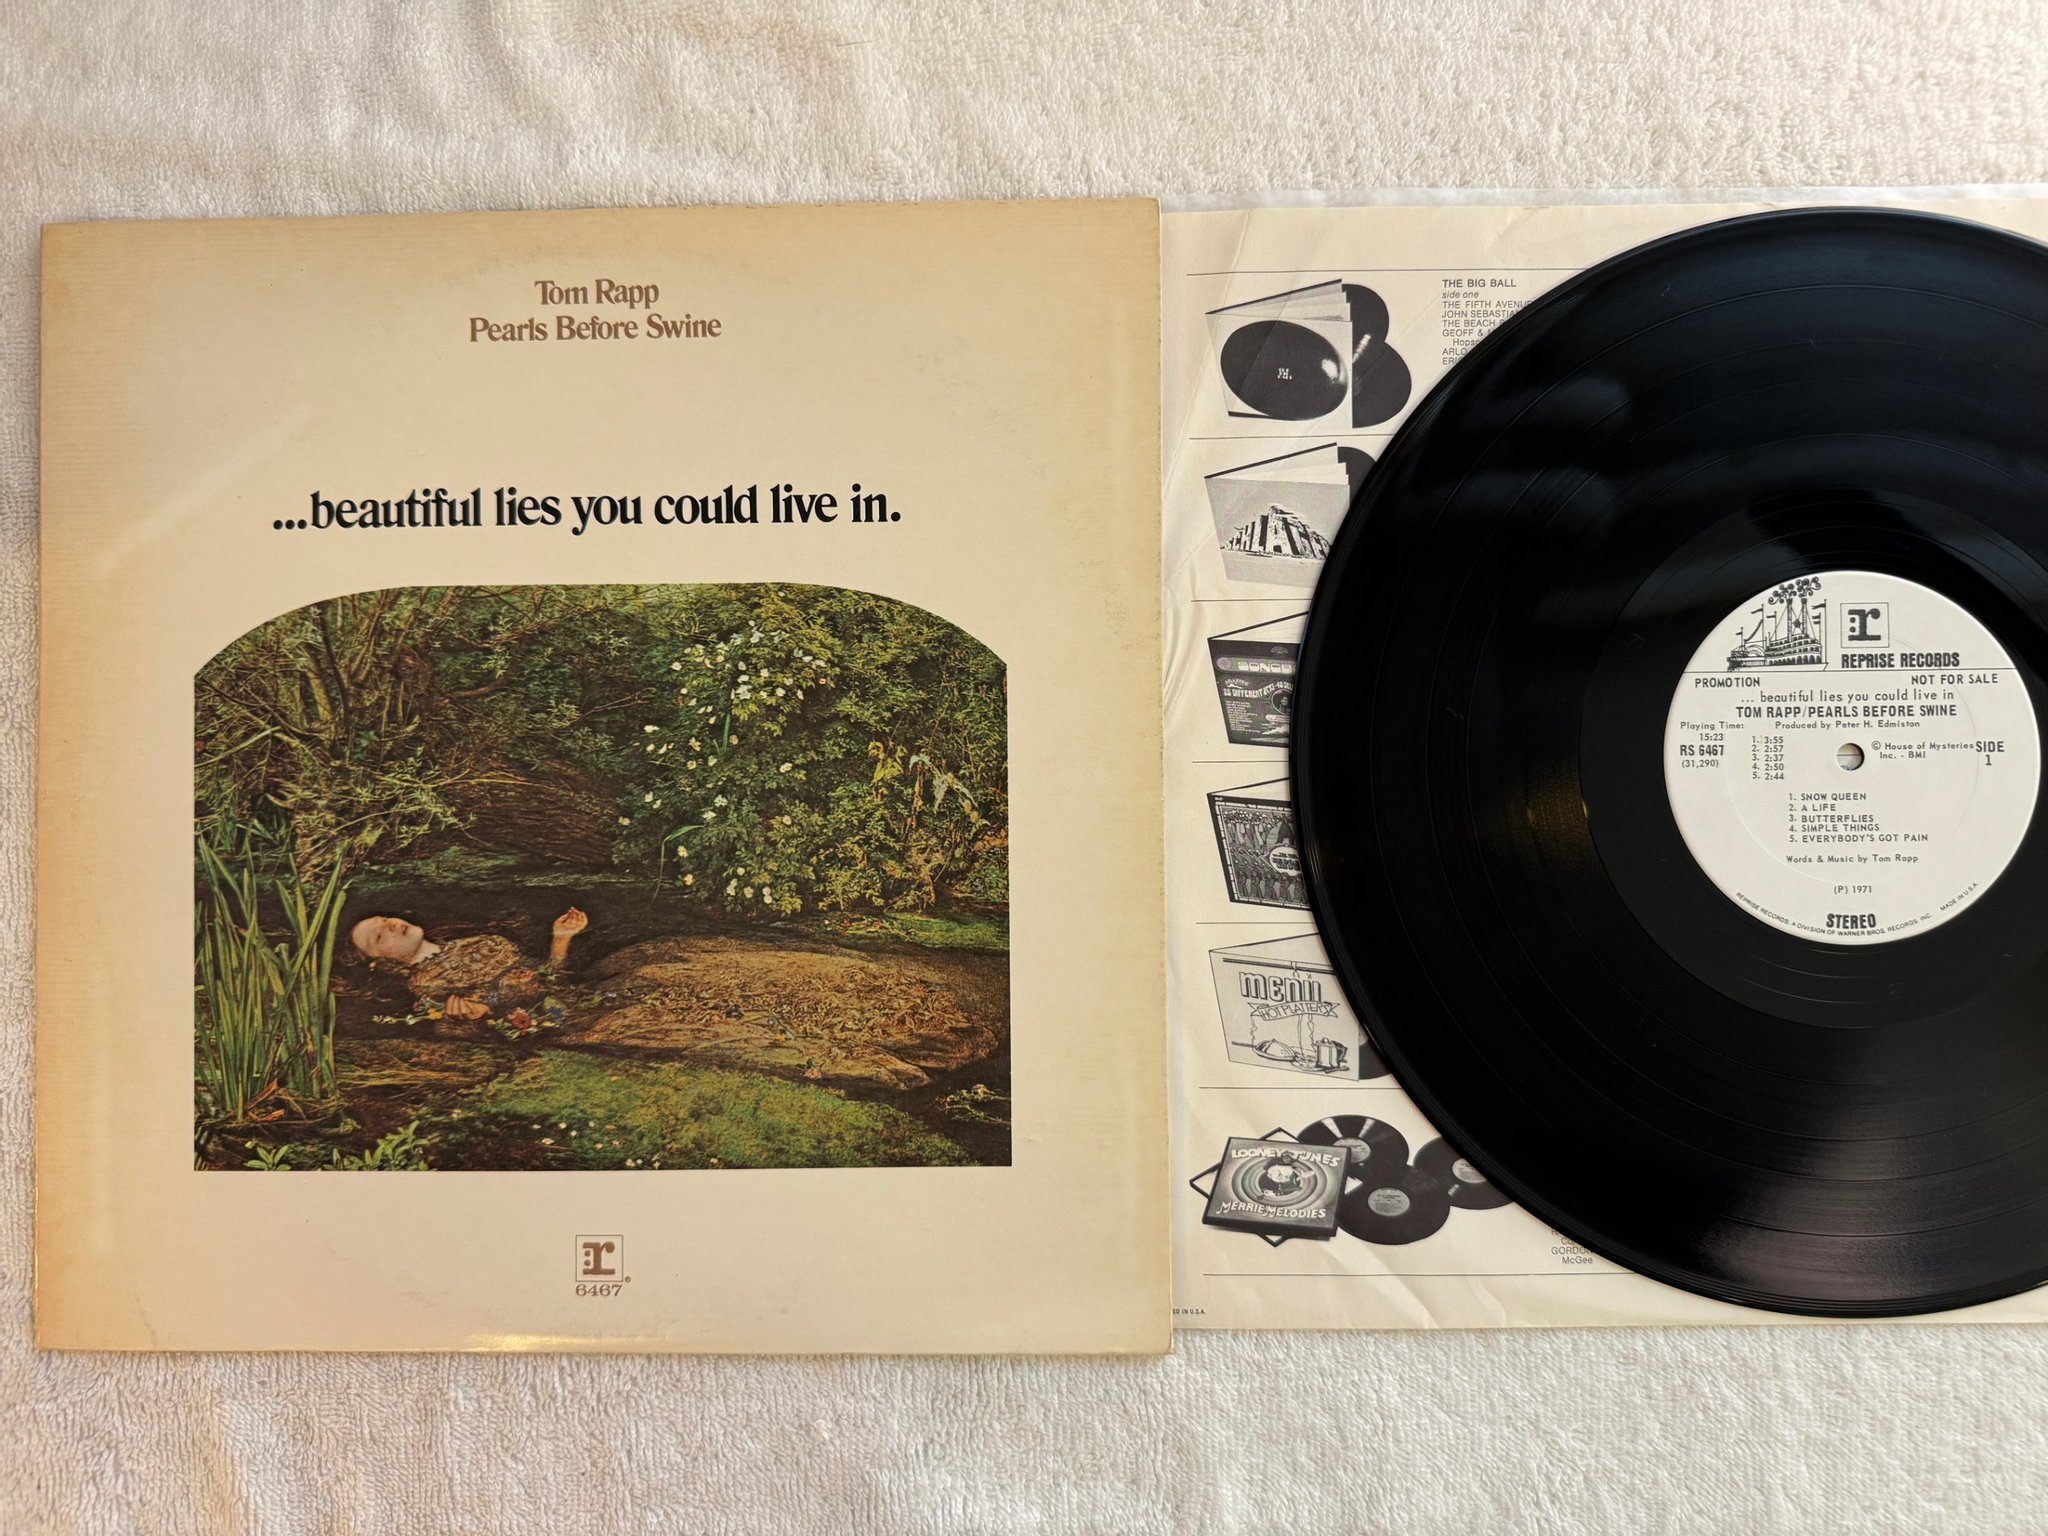 Tom Rapp
Pearls Before Swine
...beautiful lies you could live in.
r
6467
THE BIG BALL
side one
THE FIFTH AVENUE
JOHN SEBASTIAN
THE BEACH
GEOFF &
ARLO
SCHLAGERS
MENU
HOT PLATTERS
LOONEY TUNES
MERRIE MELODIES
GORDON
McGee
IN U.S.A.
r
REPRISE RECORDS
PROMOTION NOT FOR SALE
... beautiful lies you could live in
TOM RAPP/PEARLS BEFORE SWINE
Playing Time: Produced by Peter H. Edmiston
15:23
RS 6467
(31,290)
1. 3:55
2. 2:57
3. 2:37
4. 2:50
5. 2:44
© House of Mysteries
Inc. - BMI
SIDE
1
1. SNOW QUEEN
2. A LIFE
3. BUTTERFLIES
4. SIMPLE THINGS
5. EVERYBODY'S GOT PAIN
Words & Music by Tom Rapp
(P) 1971
STEREO
REPRISE RECORDS, A DIVISION OF WARNER BROS. RECORDS, INC. MADE IN U.S.A.